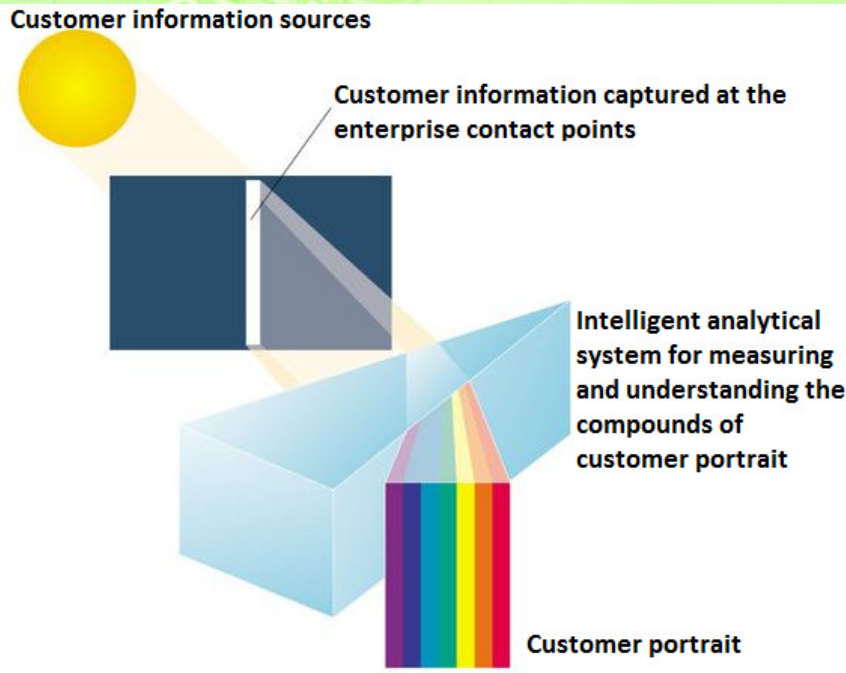 Customer information sources
Customer information captured at the
enterprise contact points
Intelligent analytical
system for measuring
and understanding the
compounds of
customer portrait
Customer portrait